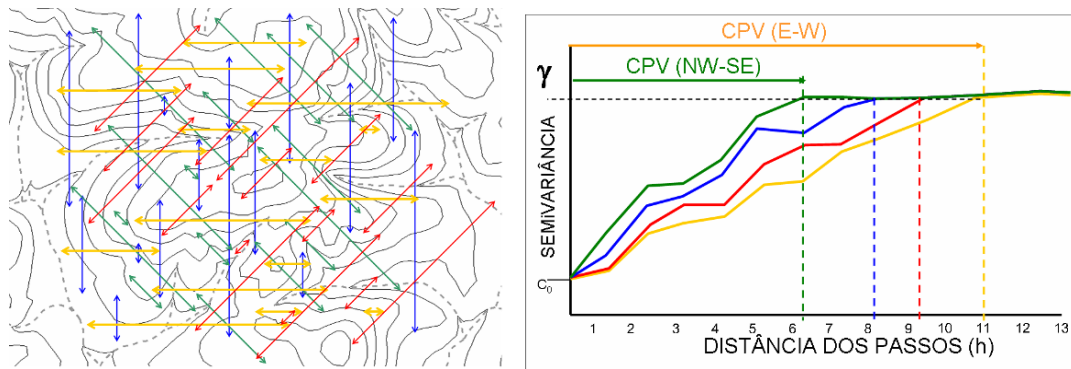 CPV (E-W)
CPV (NW-SE)
γ
SEMIVARIÂNCIA
C0
1 2 3 4 5 6 7 8 9 10 11 12 13
DISTÂNCIA DOS PASSOS (h)